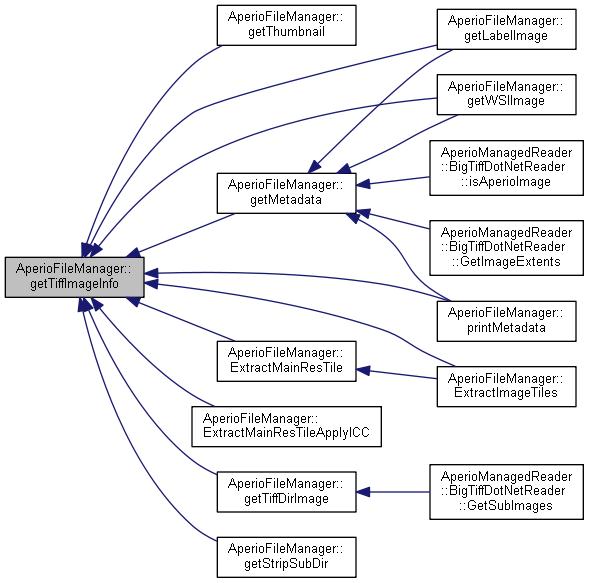 AperioFileManager::
getThumbnail
AperioFileManager::
getLabelImage
AperioFileManager::
getWSIImage
AperioManagedReader
::BigTiffDotNetReader
::isAperioImage
AperioFileManager::
getMetadata
AperioManagedReader
::BigTiffDotNetReader
::GetImageExtents
AperioFileManager::
getTiffImageInfo
AperioFileManager::
printMetadata
AperioFileManager::
ExtractMainResTile
AperioFileManager::
ExtractImageTiles
AperioFileManager::
ExtractMainResTileApplyICC
AperioFileManager::
getTiffDirImage
AperioManagedReader
::BigTiffDotNetReader
::GetSubImages
AperioFileManager::
getStripSubDir